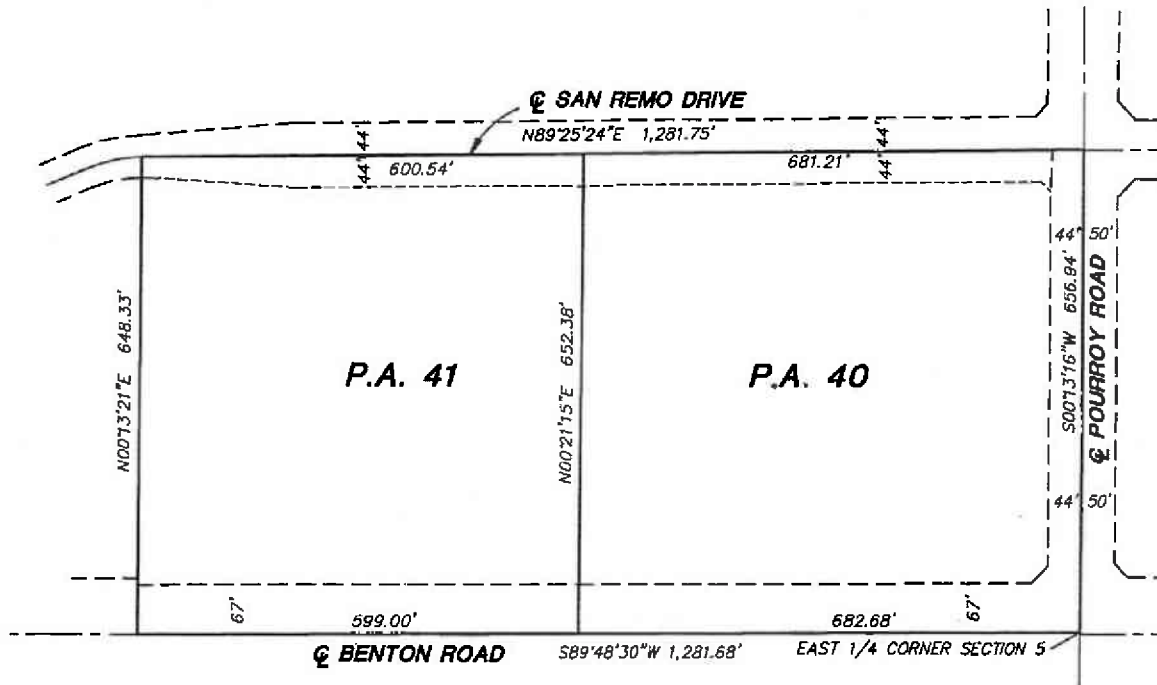 ℄ SAN REMO DRIVE
N89°25'24"E 1,281.75'
44'
44'
600.54'
681.21'
44'
44'
44' 50'
N00°13'21"E 648.33'
N00°21'15"E 652.38'
S00°13'16"W 656.94'
℄ POURROY ROAD
P.A. 41
P.A. 40
44' 50'
67'
599.00'
682.68'
67'
℄ BENTON ROAD
S89°48'30"W 1,281.68'
EAST 1/4 CORNER SECTION 5